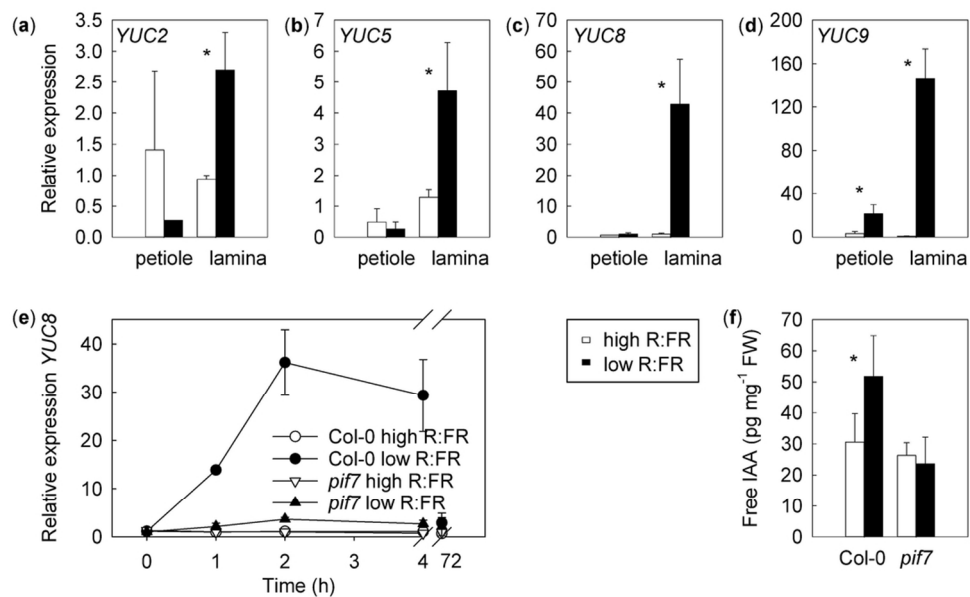 (a) YUC2
(b) YUC5
(c) YUC8
(d) YUC9
Relative expression
3.5
3.0
2.5
2.0
1.5
1.0
0.5
0.0
*
petiole lamina
7
6
5
4
3
2
1
0
*
petiole lamina
70
60
50
40
30
20
10
0
*
petiole lamina
200
160
120
80
40
0
*
*
petiole lamina
(e)
Relative expression YUC8
40
30
20
10
0
Col-0 high R:FR
Col-0 low R:FR
pif7 high R:FR
pif7 low R:FR
0 1 2 3 4 72
Time (h)
high R:FR
low R:FR
(f)
Free IAA (pg mg-1 FW)
70
60
50
40
30
20
10
0
*
Col-0 pif7